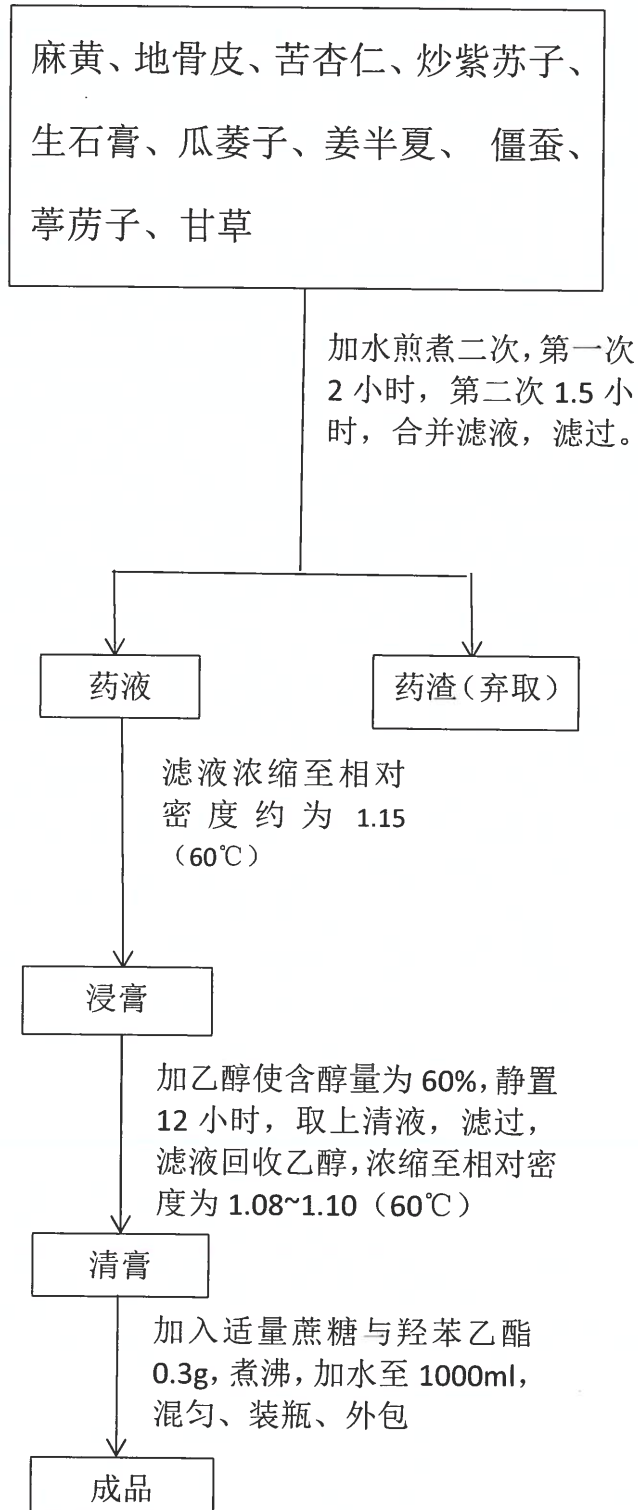 麻黄、地骨皮、苦杏仁、炒紫苏子、
生石膏、瓜蒌子、姜半夏、 僵蚕、
葶苈子、甘草
加水煎煮二次，第一次
2 小时，第二次 1.5 小
时，合并滤液，滤过。
药液
药渣（弃取）
滤液浓缩至相对
密度约为 1.15
（60℃）
浸膏
加乙醇使含醇量为 60%，静置
12 小时，取上清液，滤过，
滤液回收乙醇，浓缩至相对密
度为 1.08~1.10（60℃）
清膏
加入适量蔗糖与羟苯乙酯
0.3g，煮沸，加水至 1000ml，
混匀、装瓶、外包
成品